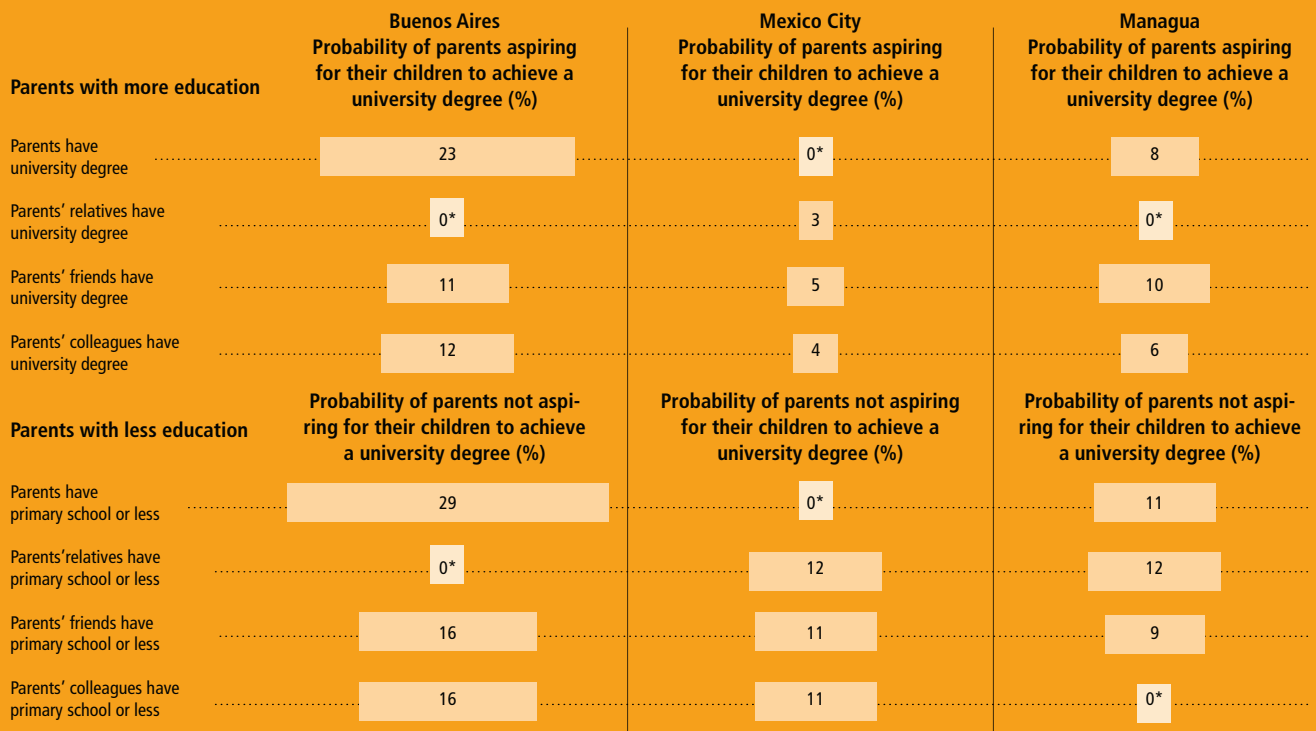 Buenos Aires
Probability of parents aspiring
for their children to achieve a
university degree (%)
Mexico City
Probability of parents aspiring
for their children to achieve a
university degree (%)
Managua
Probability of parents aspiring
for their children to achieve a
university degree (%)
Parents with more education
Parents have
university degree
23
0*
8
Parents' relatives have
university degree
0*
3
0*
Parents' friends have
university degree
11
5
10
Parents' colleagues have
university degree
12
4
6
Parents with less education
Probability of parents not aspi-
ring for their children to achieve
a university degree (%)
Probability of parents not aspiring
for their children to achieve a
university degree (%)
Probability of parents not aspi-
ring for their children to achieve
a university degree (%)
Parents have
primary school or less
29
0*
11
Parents'relatives have
primary school or less
0*
12
12
Parents' friends have
primary school or less
16
11
9
Parents' colleagues have
primary school or less
16
11
0*